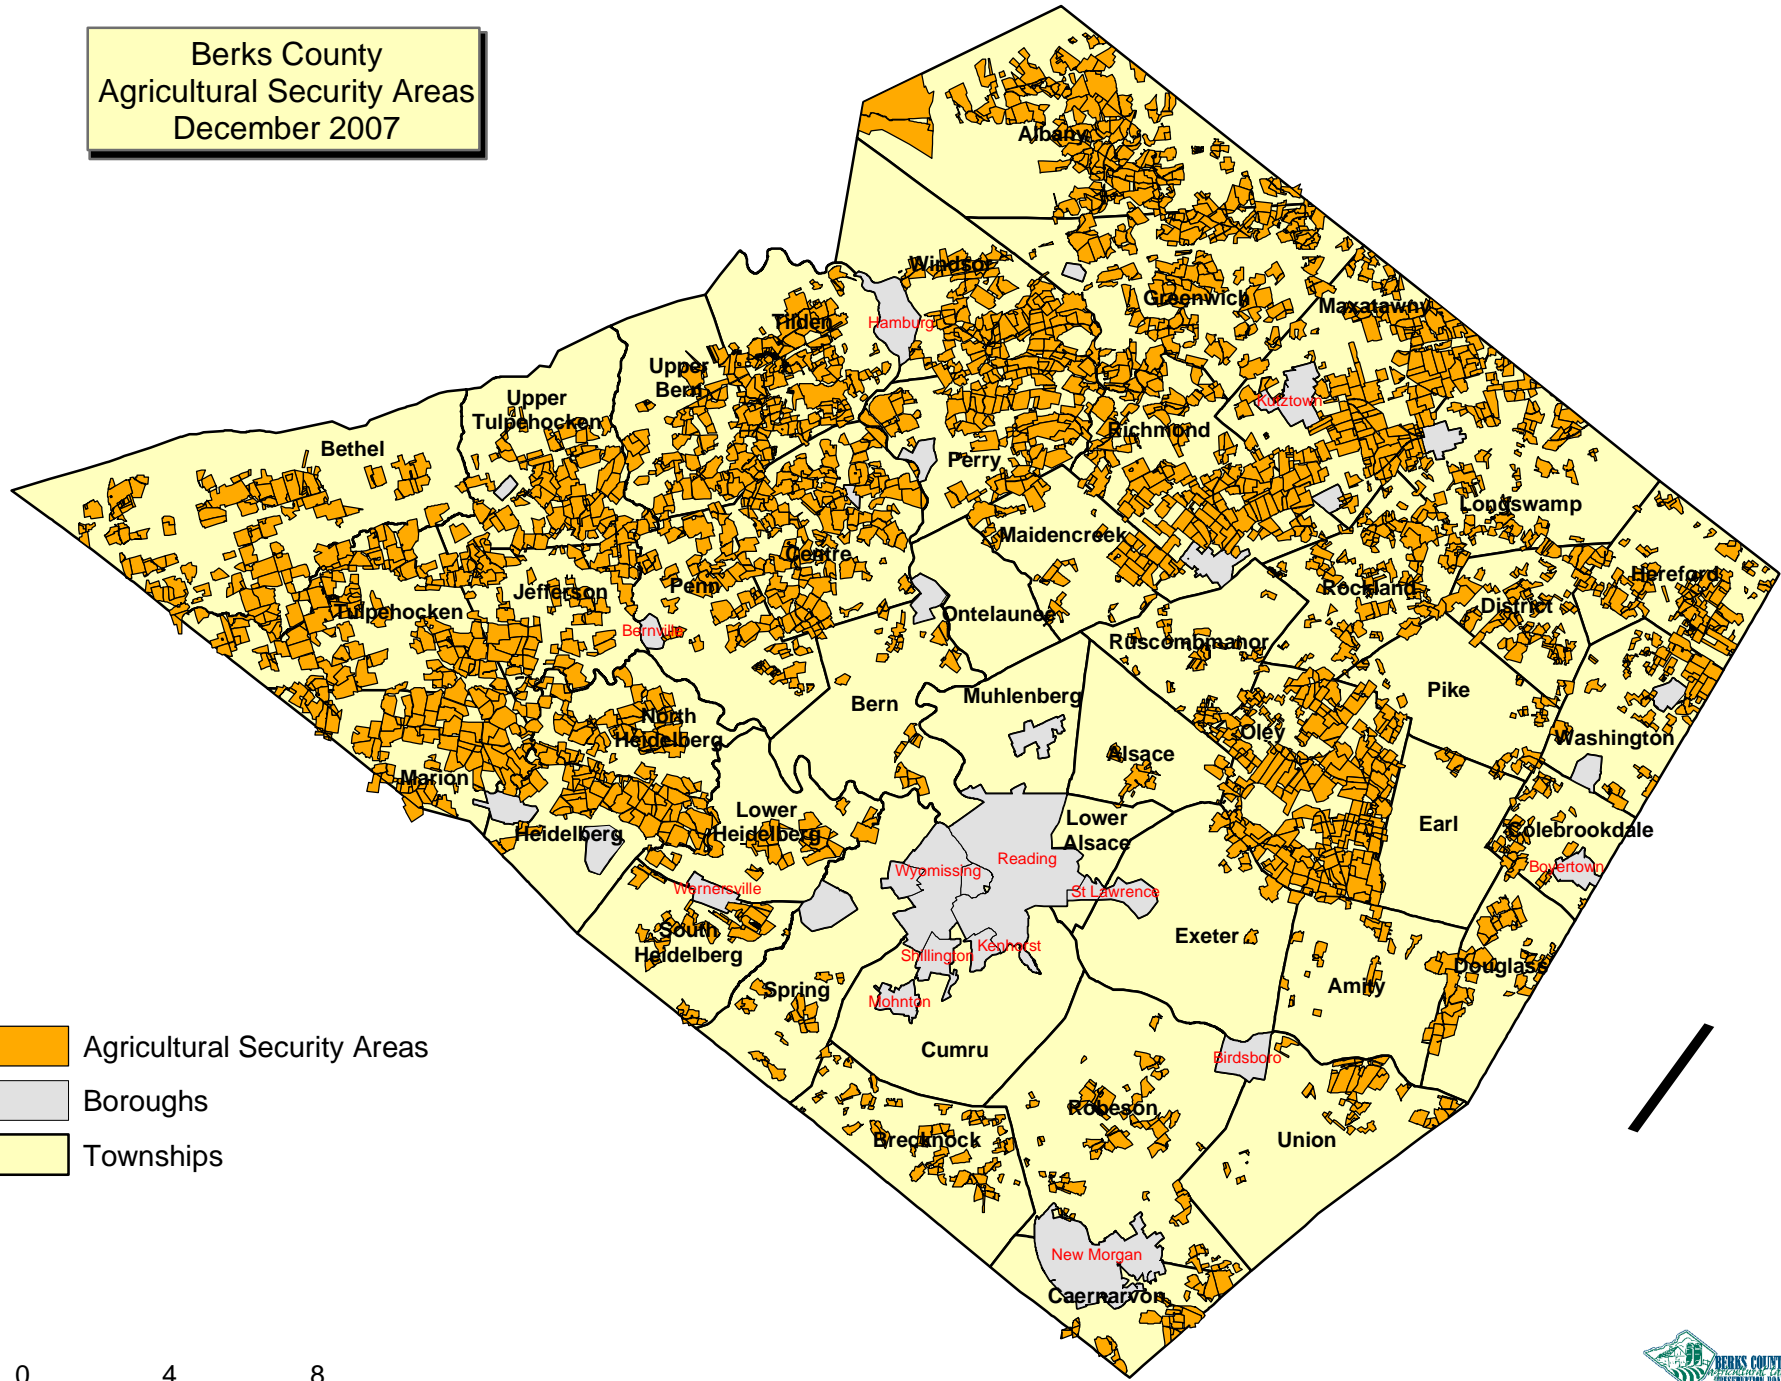 Berks County
Agricultural Security Areas
December 2007
Albany
Windsor
Greenwich
Maxatawny
Tilden
Hamburg
Upper
Bern
Upper
Tulpehocken
Kutztown
Richmond
Bethel
Perry
Longswamp
Maidencreek
Centre
Hereford
Penn
Jefferson
Rockland
District
Tulpehocken
Ontelaunee
Bernville
Ruscombmanor
Pike
Muhlenberg
Bern
North
Heidelberg
Oley
Washington
Alsace
Marion
Lower
Heidelberg
Lower
Alsace
Earl
Colebrookdale
Heidelberg
Reading
Boyertown
Wyomissing
Wernersville
St Lawrence
South
Heidelberg
Exeter
Kenhorst
Shillington
Douglass
Amity
Spring
Mohnton
Cumru
Birdsboro
Robeson
Brecknock
Union
New Morgan
Caernarvon
Agricultural Security Areas
Boroughs
Townships
0 4 8
BERKS COUNT